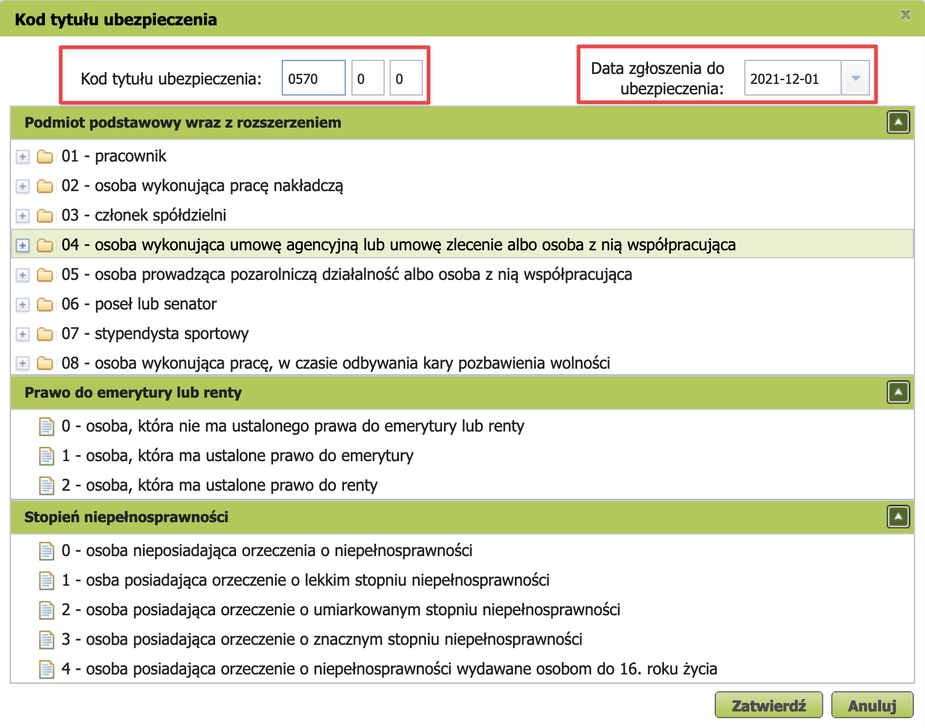 Kod tytułu ubezpieczenia
x
Kod tytułu ubezpieczenia: 0570 0 0
Data zgłoszenia do ubezpieczenia: 2021-12-01
Podmiot podstawowy wraz z rozszerzeniem
01 - pracownik
02 - osoba wykonująca pracę nakładczą
03 - członek spółdzielni
04 - osoba wykonująca umowę agencyjną lub umowę zlecenie albo osoba z nią współpracująca
05 - osoba prowadząca pozarolniczą działalność albo osoba z nią współpracująca
06 - poseł lub senator
07 - stypendysta sportowy
08 - osoba wykonująca pracę, w czasie odbywania kary pozbawienia wolności
Prawo do emerytury lub renty
0 - osoba, która nie ma ustalonego prawa do emerytury lub renty
1 - osoba, która ma ustalone prawo do emerytury
2 - osoba, która ma ustalone prawo do renty
Stopień niepełnosprawności
0 - osoba nieposiadająca orzeczenia o niepełnosprawności
1 - osba posiadająca orzeczenie o lekkim stopniu niepełnosprawności
2 - osoba posiadająca orzeczenie o umiarkowanym stopniu niepełnosprawności
3 - osoba posiadająca orzeczenie o znacznym stopniu niepełnosprawności
4 - osoba posiadająca orzeczenie o niepełnosprawności wydawane osobom do 16. roku życia
Zatwierdź Anuluj